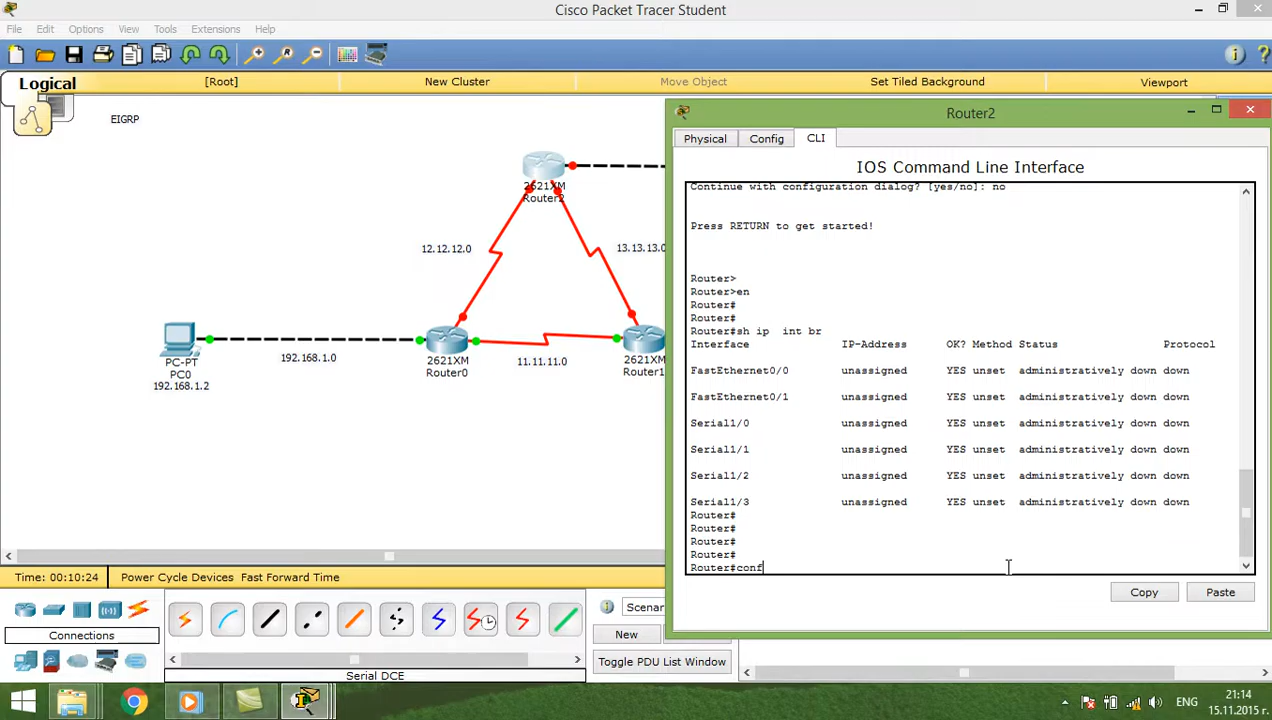 Cisco Packet Tracer Student
File Edit Options View Tools Extensions Help
Logical [Root] New Cluster Move Object Set Tiled Background Viewport
EIGRP
2621XM
Router2
12.12.12.0
13.13.13.0
PC-PT
PC0
192.168.1.2
192.168.1.0
2621XM
Router0
11.11.11.0
2621XM
Router1
Router2
Physical Config CLI
IOS Command Line Interface
Continue with configuration dialog? [yes/no]: no
Press RETURN to get started!
Router>
Router>en
Router#
Router#
Router#sh ip  int br
Interface IP-Address OK? Method Status Protocol
FastEthernet0/0 unassigned YES unset administratively down down
FastEthernet0/1 unassigned YES unset administratively down down
Serial1/0 unassigned YES unset administratively down down
Serial1/1 unassigned YES unset administratively down down
Serial1/2 unassigned YES unset administratively down down
Serial1/3 unassigned YES unset administratively down down
Router#
Router#
Router#
Router#
Router#conf
Copy Paste
Time: 00:10:24 Power Cycle Devices Fast Forward Time
Connections
Serial DCE
Scenar
New
Toggle PDU List Window
ЕНГ
21:14
15.11.2015 г.